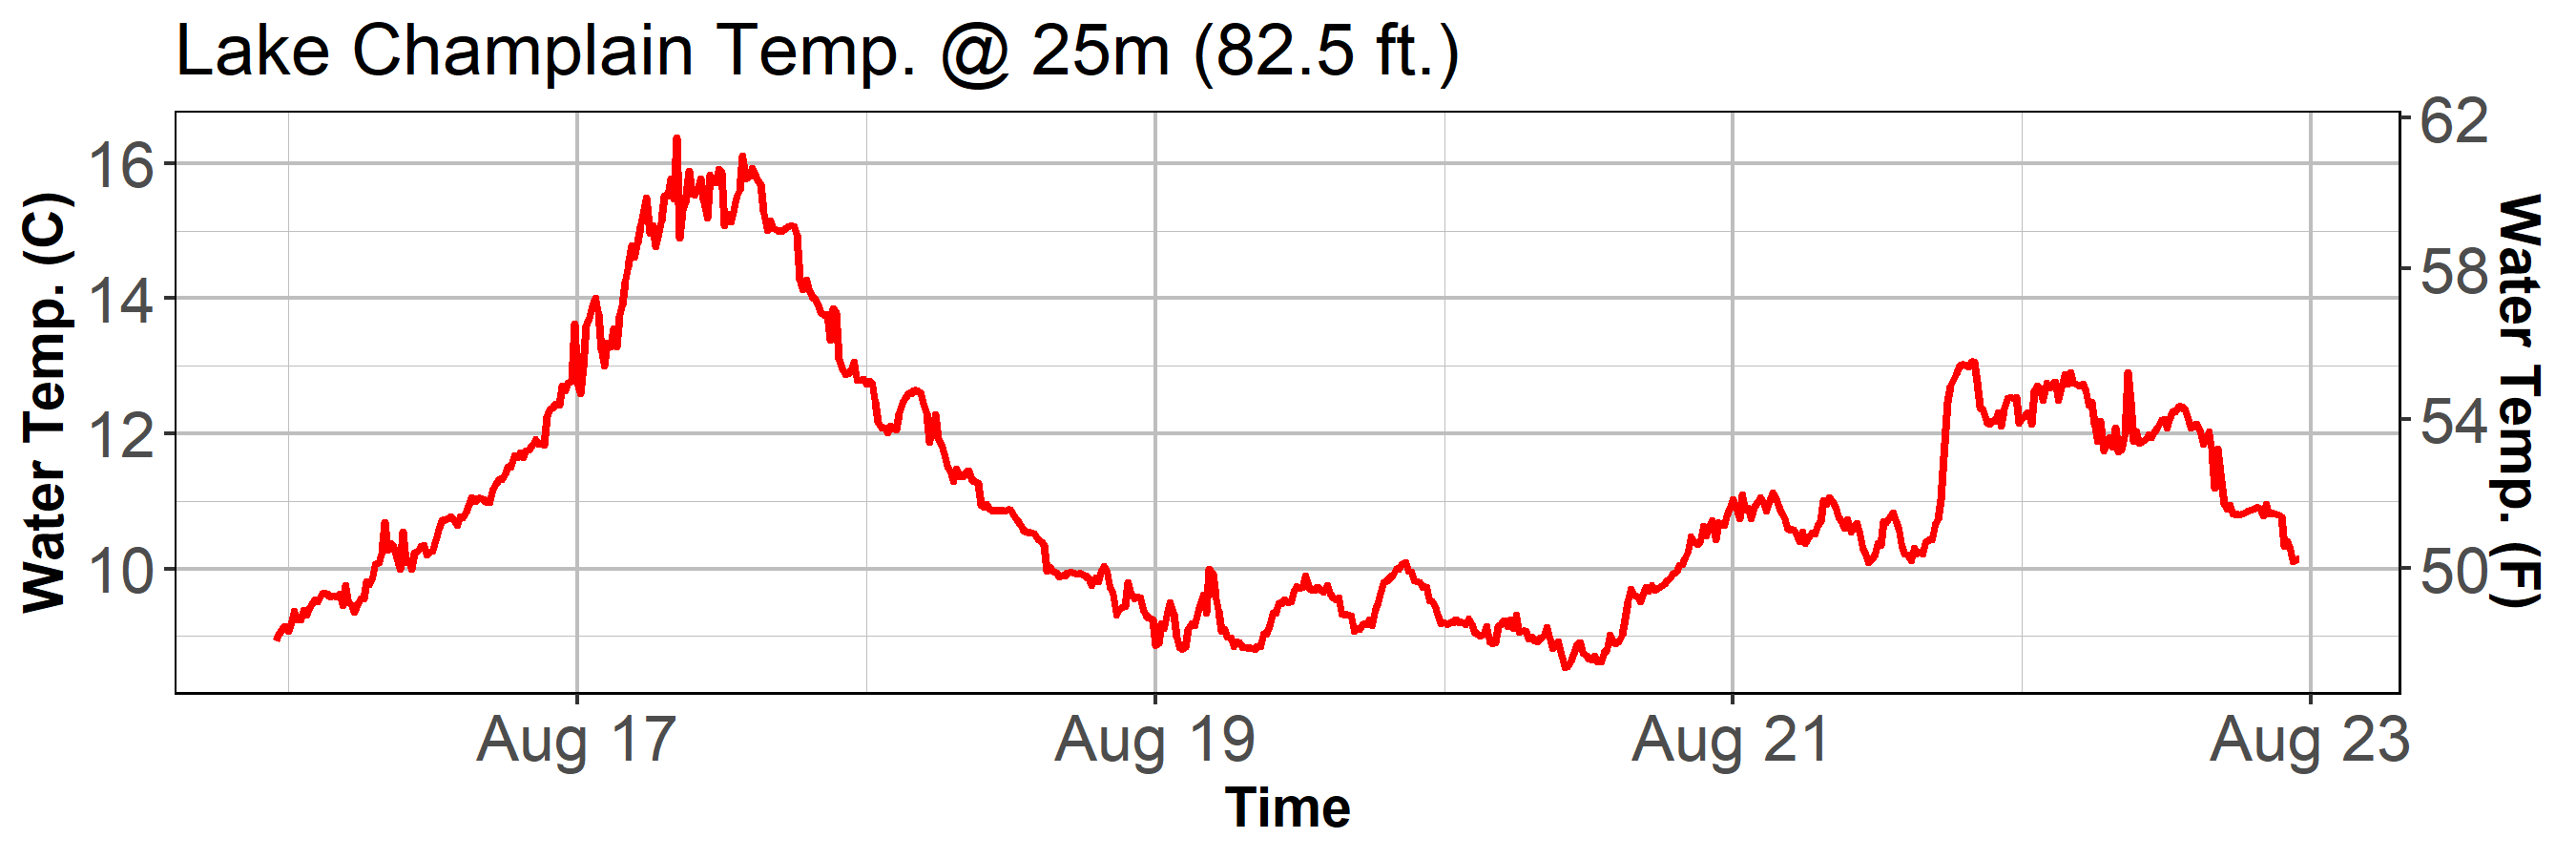 Lake Champlain Temp. @ 25m (82.5 ft.)
Water Temp. (C)
16
14
12
10
62
58
54
50
Water Temp. (F)
Aug 17
Aug 19
Aug 21
Aug 23
Time